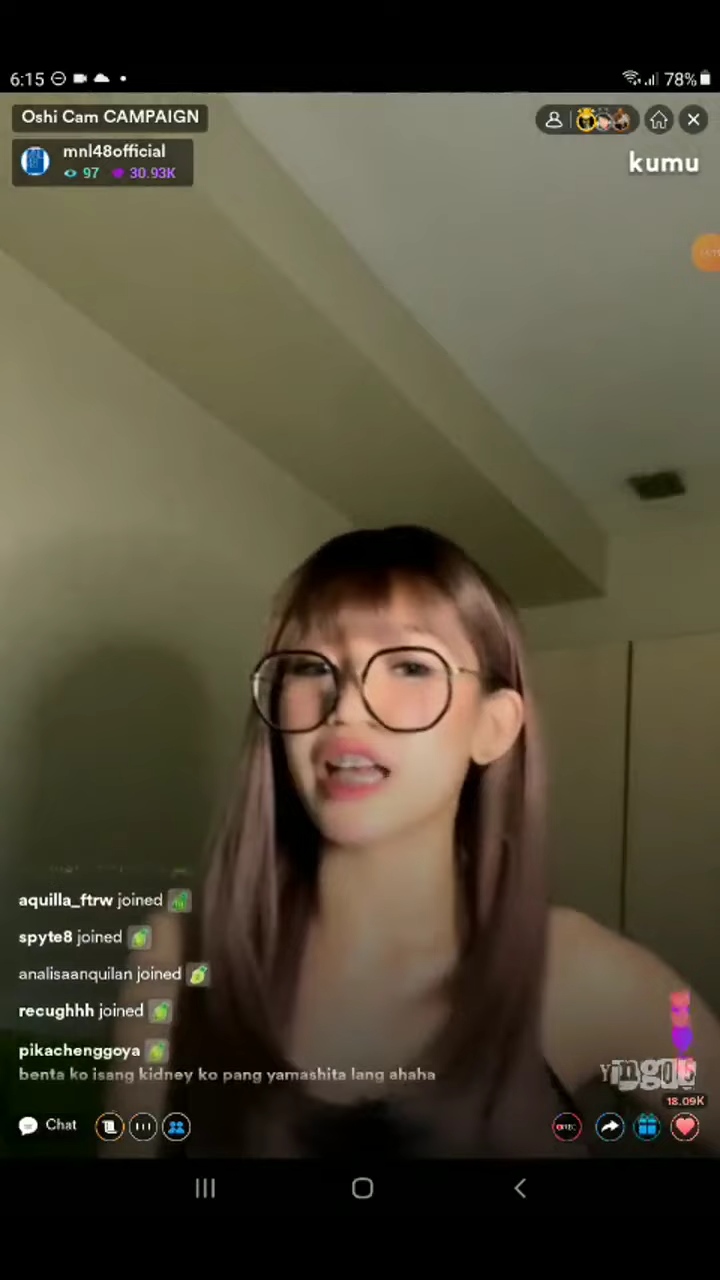 6:15
78%
Oshi Cam CAMPAIGN
mnl48official
97
30.93K
kumu
aquilla_ftrw joined
spyte8 joined
analisaanquilan joined
recughhh joined
pikachenggoya
benta ko isang kidney ko pang yamashita lang ahaha
18.09K
Chat